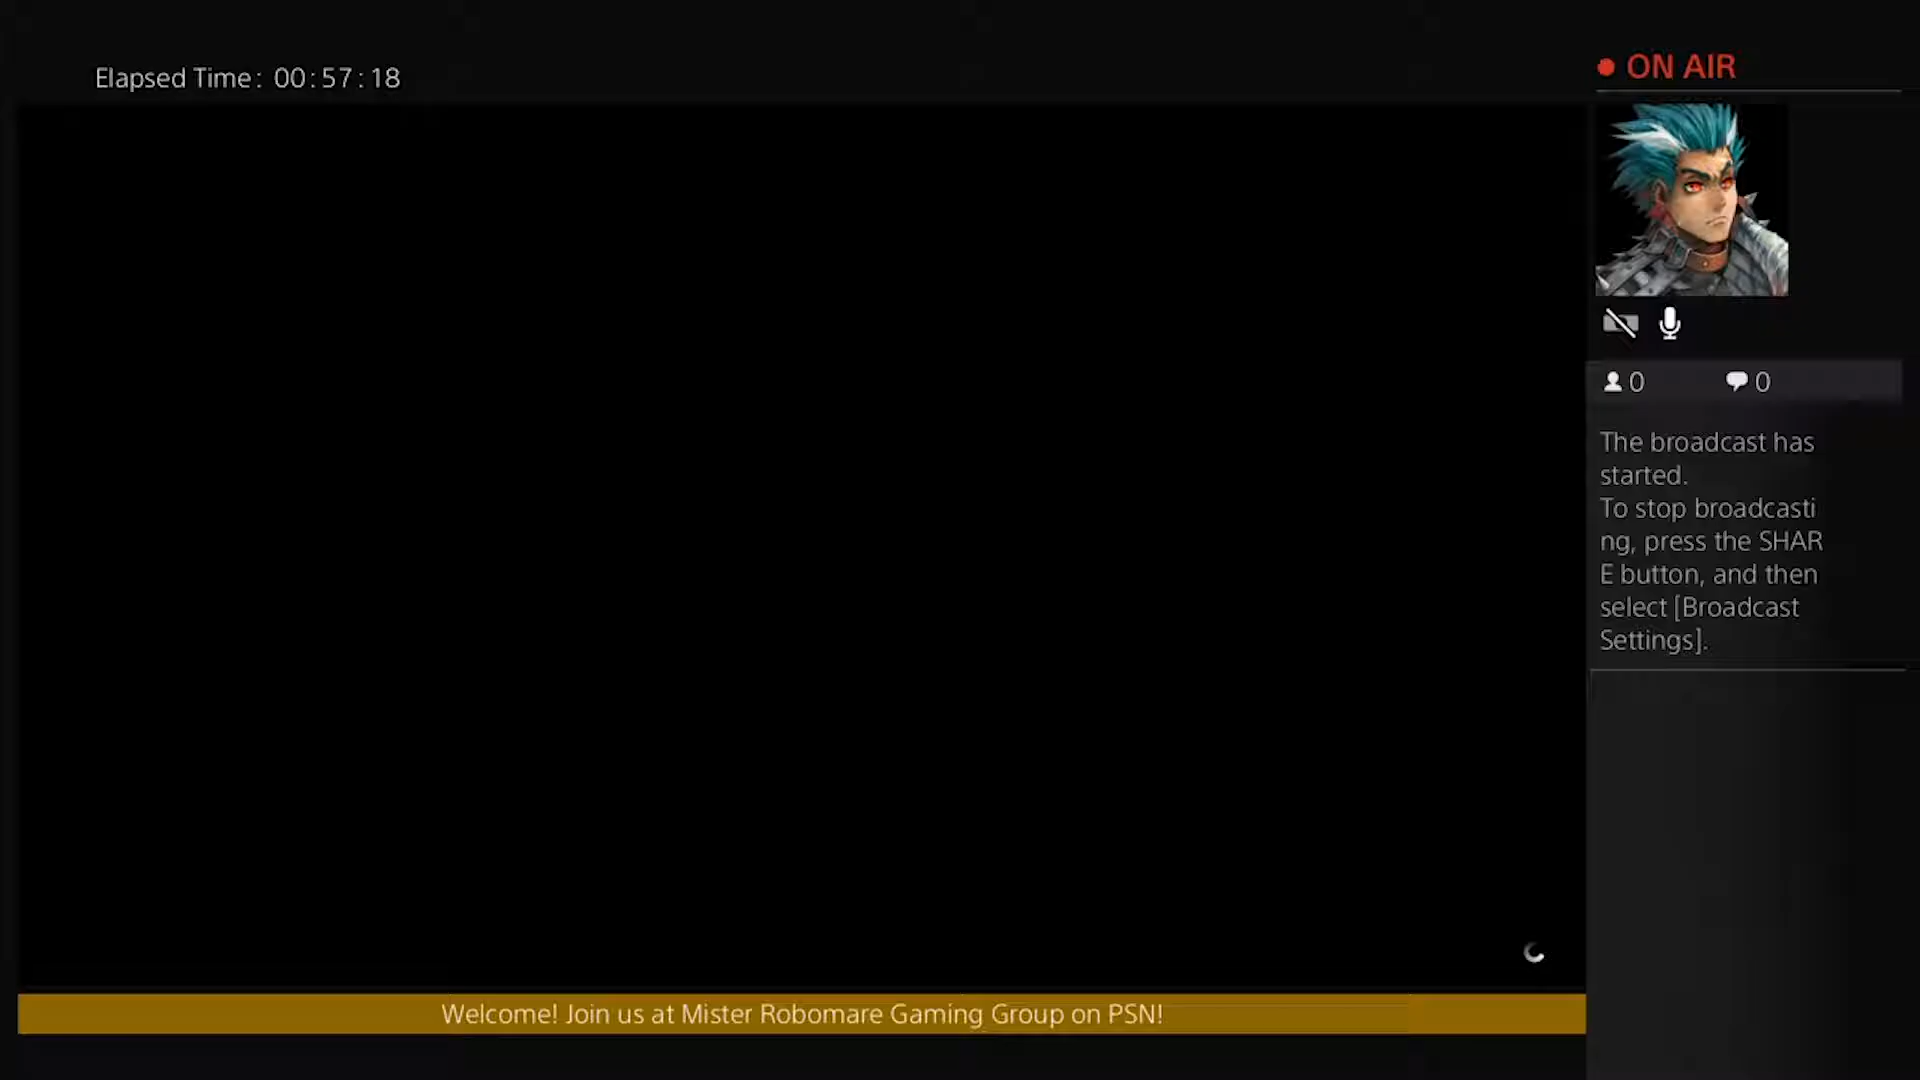 Elapsed Time: 00:57:18
ON AIR
0 0
The broadcast has
started.
To stop broadcasti
ng, press the SHAR
E button, and then
select [Broadcast
Settings].
Welcome! Join us at Mister Robomare Gaming Group on PSN!